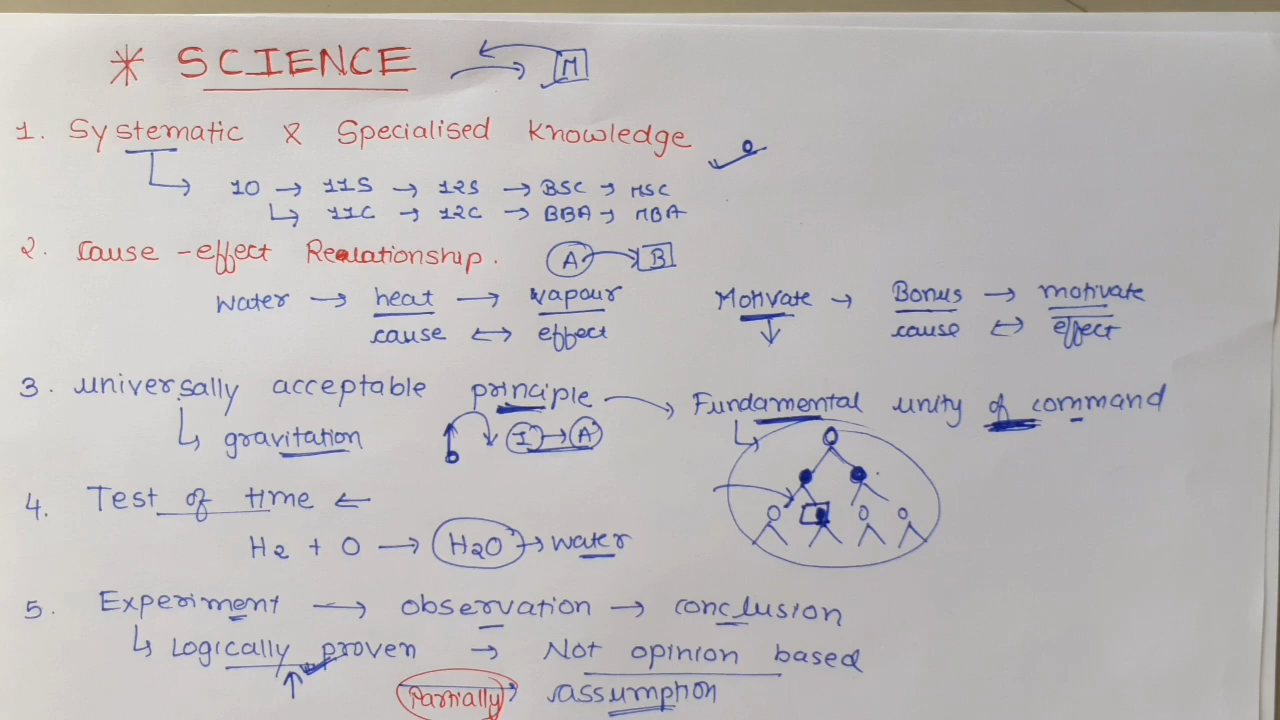 * SCIENCE M
1. Systematic & Specialised Knowledge
10 → 11S → 12S → BSC → MSC
↳ 11C → 12C → BBA → MBA
2. Cause - effect Relationship. A → B
Water → heat → vapour Motivate → Bonus → motivate
cause ↔ effect cause ↔ effect
3. universally acceptable principle → Fundamental unity of command
↳ gravitation I → A
4. Test of time ←
H2 + O → H2O → water
5. Experiment → observation → conclusion
↳ Logically proven → Not opinion based
Partially assumption